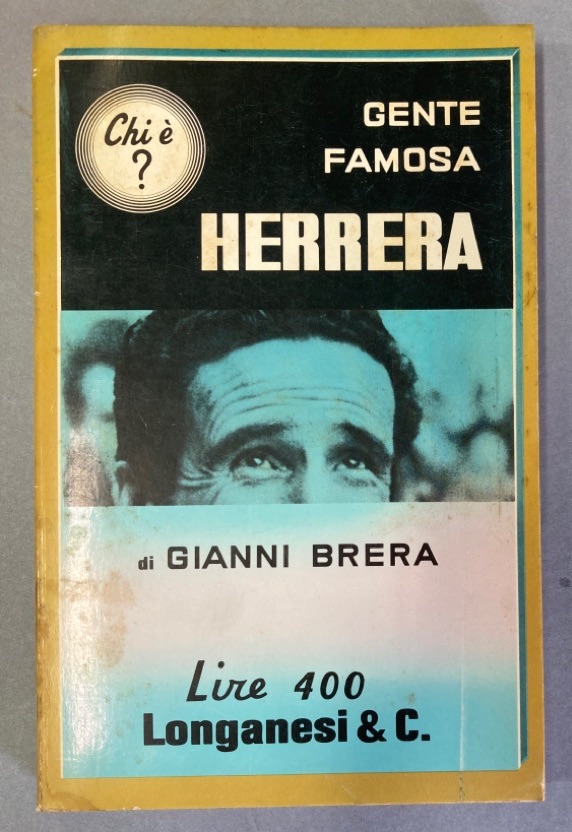 Chi è
?
GENTE
FAMOSA
HERRERA
di GIANNI BRERA
Lire 400
Longanesi & C.